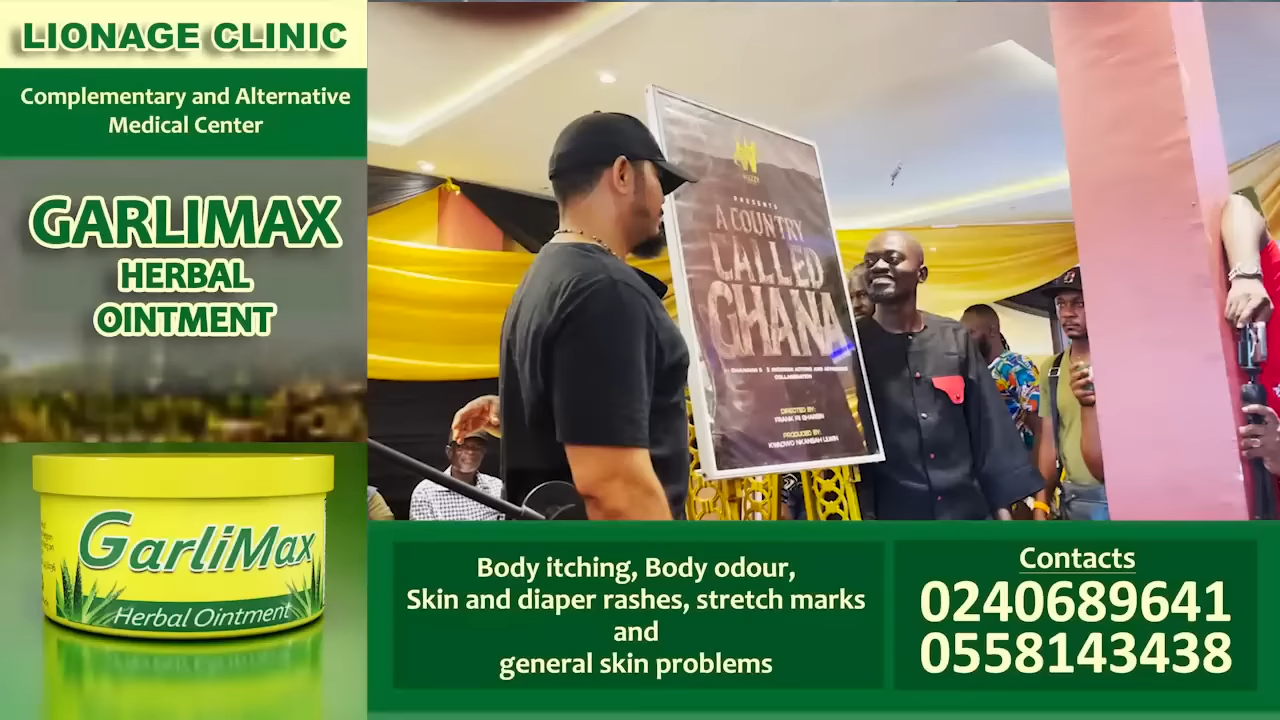 LIONAGE CLINIC
Complementary and Alternative
Medical Center
GARLIMAX
HERBAL
OINTMENT
GarliMax
Herbal Ointment
PRESENTS
A COUNTRY
CALLED
GHANA
COLLABORATION
DIRECTED BY:
PRODUCED BY:
Body itching, Body odour,
Skin and diaper rashes, stretch marks
and
general skin problems
Contacts
0240689641
0558143438